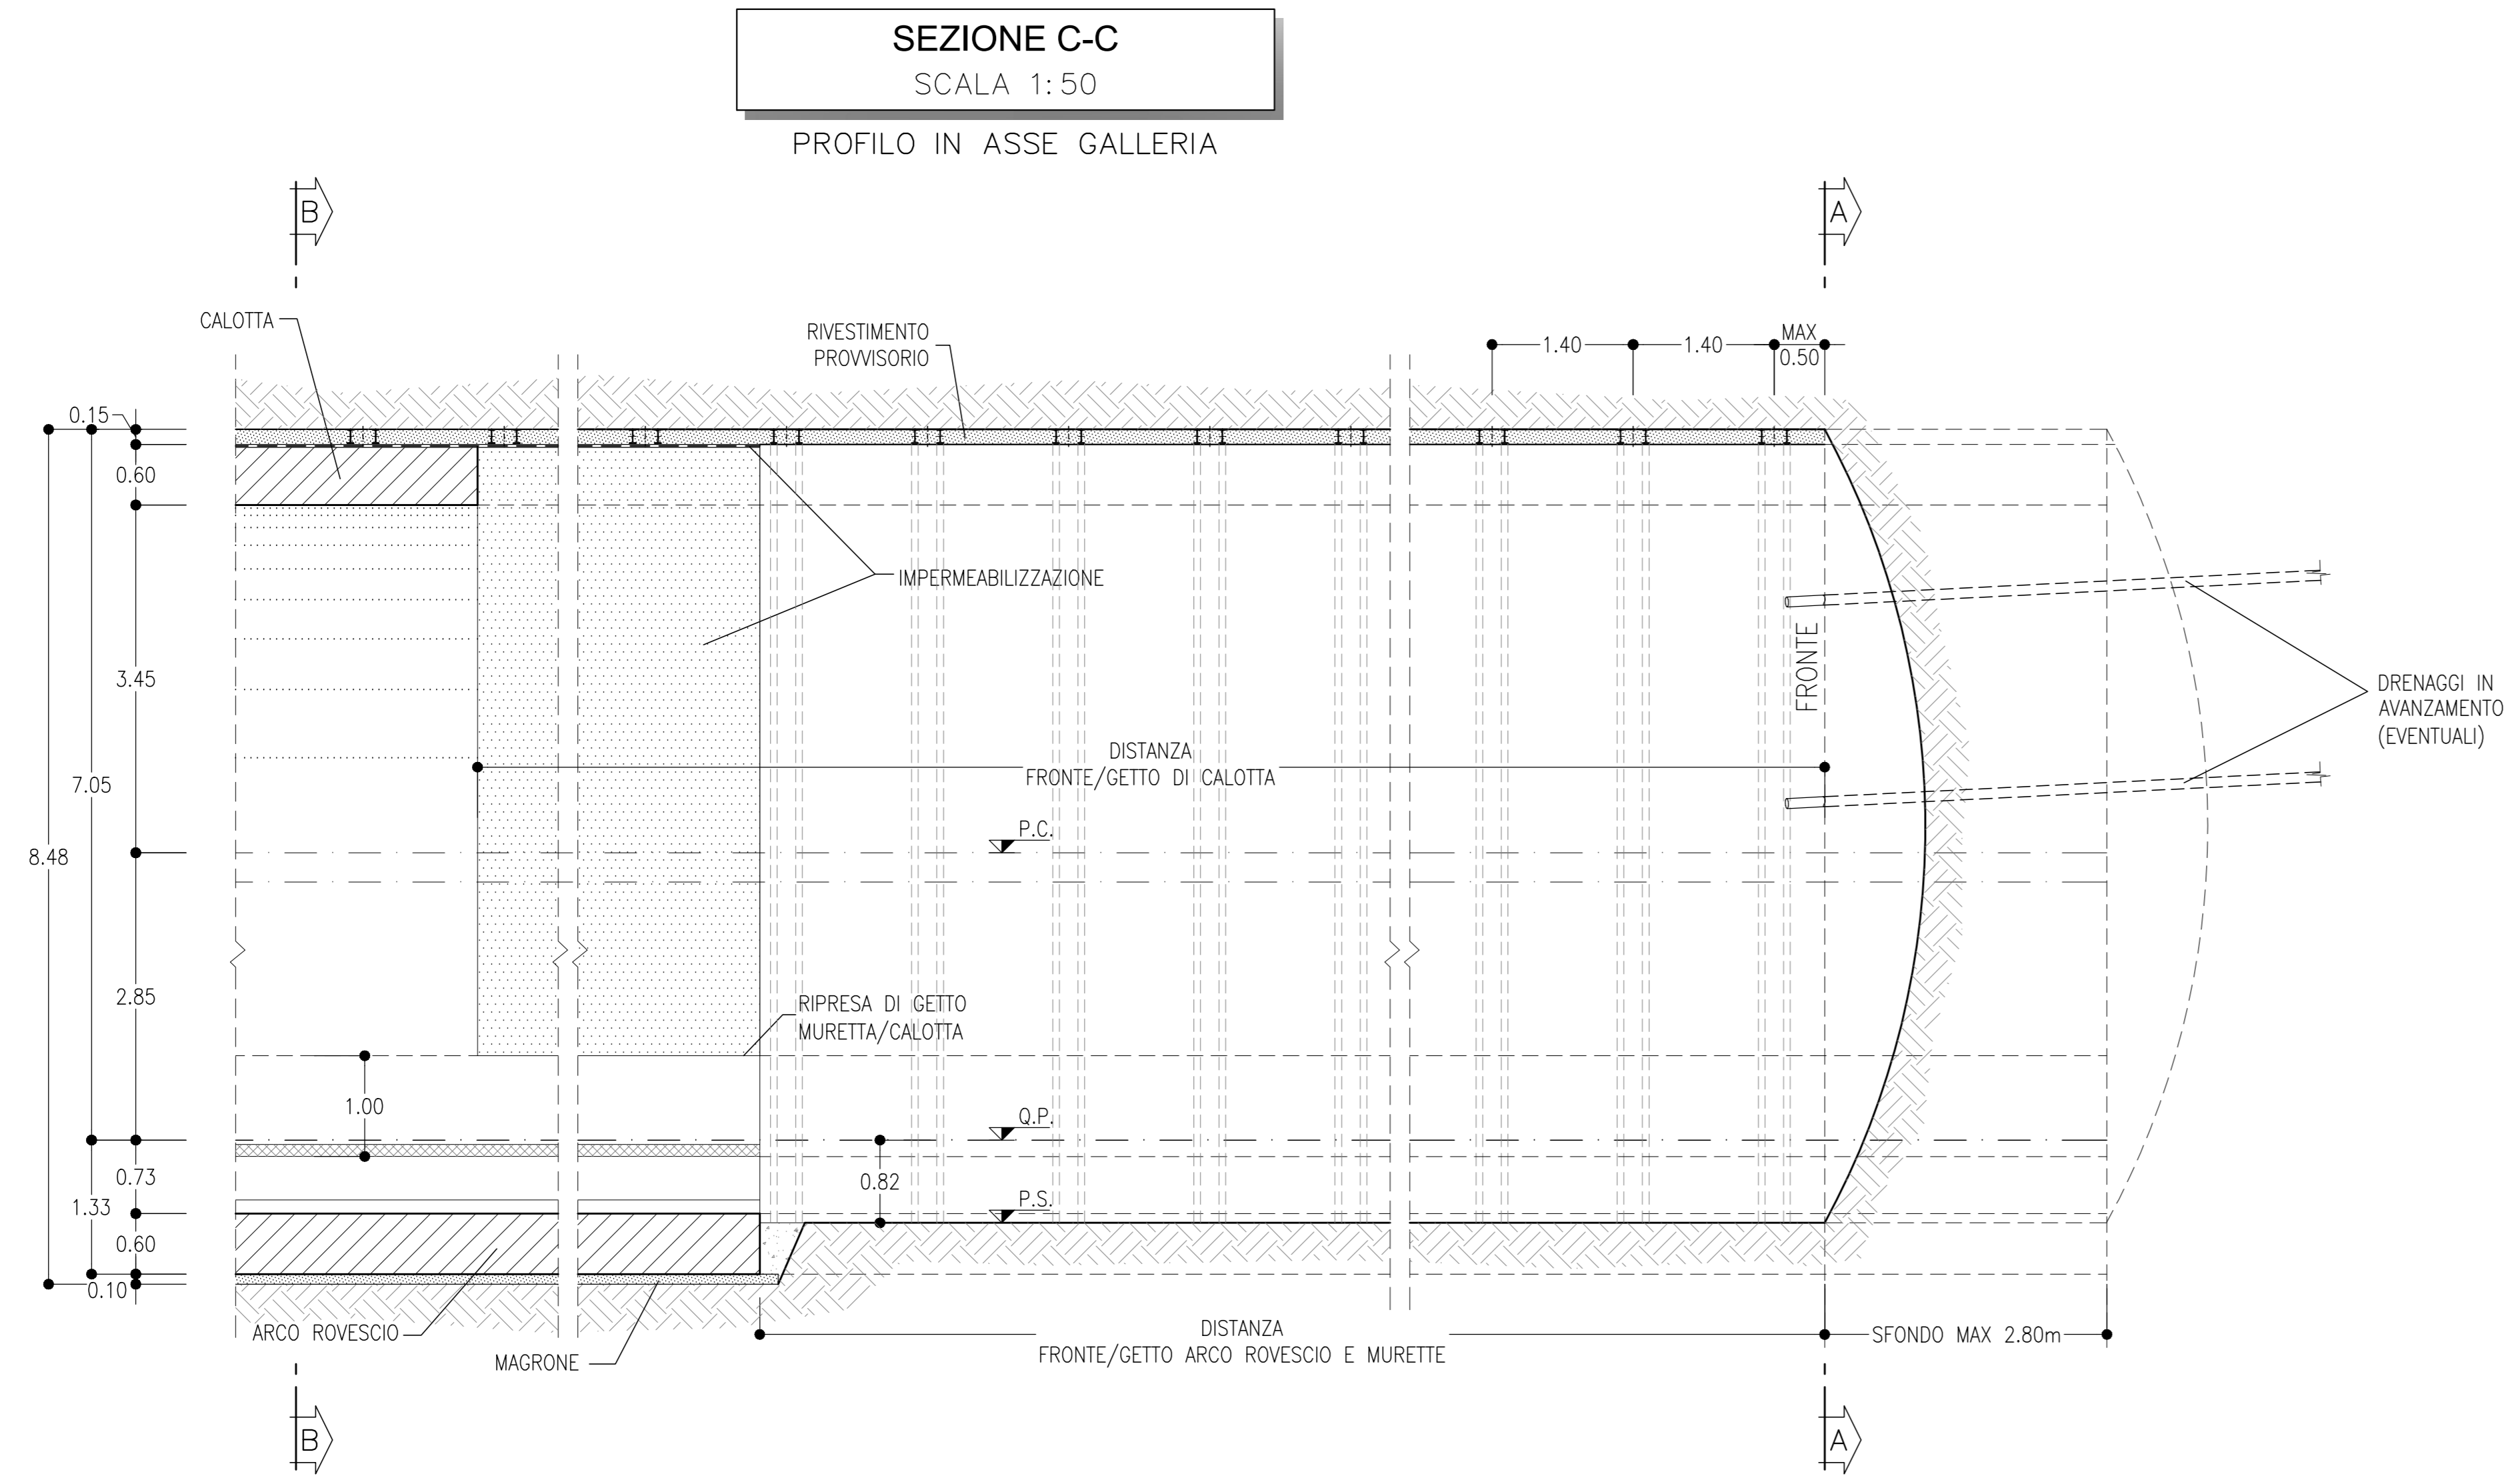 SEZIONE C-C
SCALA 1:50
PROFILO IN ASSE GALLERIA
B
A
CALOTTA
RIVESTIMENTO
PROVVISORIO
1.40
1.40
MAX
0.50
0.15
0.60
3.45
7.05
8.48
2.85
1.00
0.73
1.33
0.60
0.10
IMPERMEABILIZZAZIONE
FRONTE
DRENAGGI IN
AVANZAMENTO
(EVENTUALI)
DISTANZA
FRONTE/GETTO DI CALOTTA
P.C.
RIPRESA DI GETTO
MURETTA/CALOTTA
Q.P.
0.82
P.S.
ARCO ROVESCIO
MAGRONE
DISTANZA
FRONTE/GETTO ARCO ROVESCIO E MURETTE
SFONDO MAX 2.80m
B
A